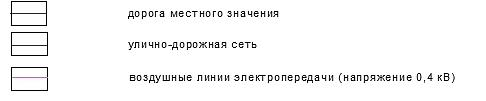 дорога местного значения
улично-дорожная сеть
воздушные линии электропередачи (напряжение 0,4 кВ)